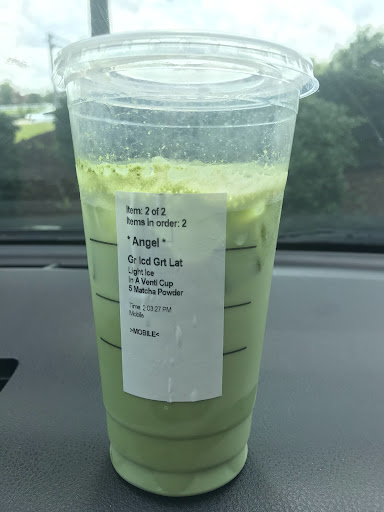 Item: 2 of 2
Items in order: 2
* Angel *
Gr Icd Grt Lat
Light Ice
In A Venti Cup
5 Matcha Powder
Time: 2:03:27 PM
Mobile
>MOBILE<